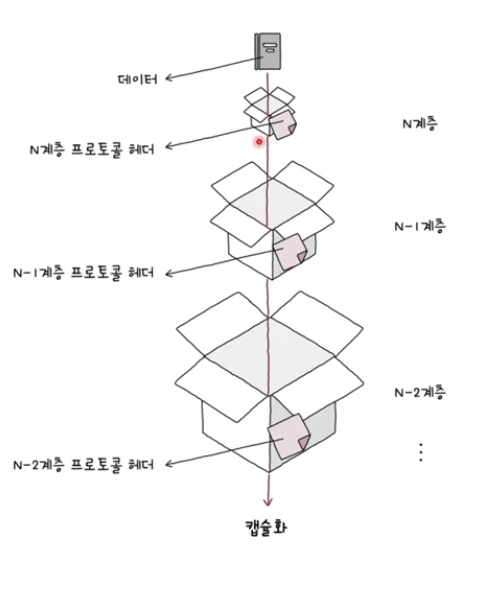 데이터
N계층
N계층 프로토콜 헤더
N-1계층
N-1계층 프로토콜 헤더
N-2계층
N-2계층 프로토콜 헤더
캡슐화